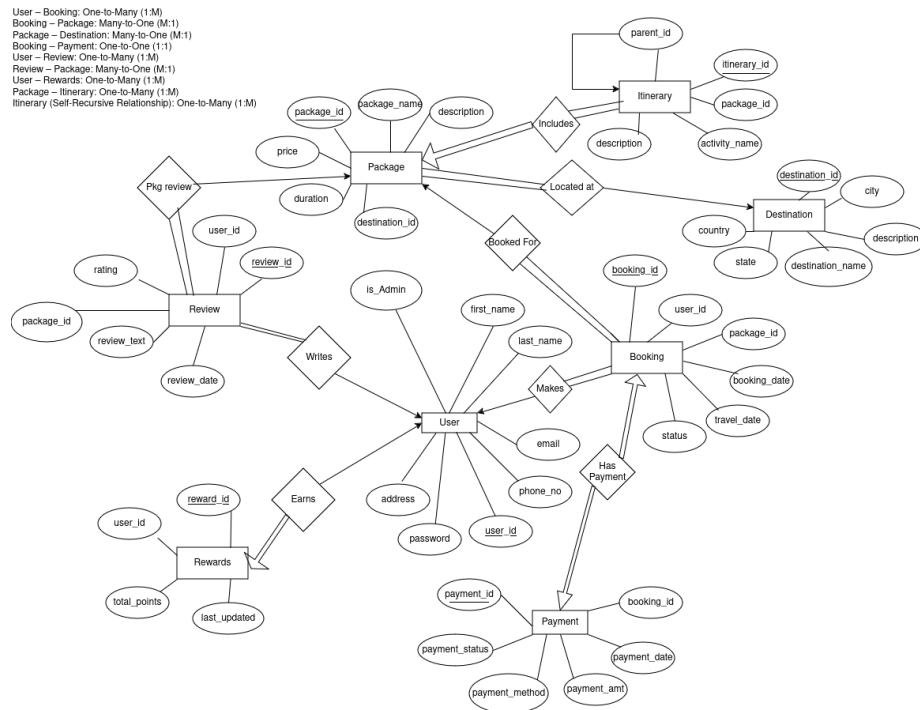 User – Booking: One-to-Many (1:M)
Booking – Package: Many-to-One (M:1)
Package – Destination: Many-to-One (M:1)
Booking – Payment: One-to-One (1:1)
User – Review: One-to-Many (1:M)
Review – Package: Many-to-One (M:1)
User – Rewards: One-to-Many (1:M)
Package – Itinerary: One-to-Many (1:M)
Itinerary (Self-Recursive Relationship): One-to-Many (1:M)
parent_id
itinerary_id
Itinerary
package_id
description
activity_name
Includes
package_id
package_name
description
price
Package
duration
destination_id
Located at
destination_id
city
Destination
country
description
state
destination_name
Pkg review
user_id
review_id
rating
Review
package_id
review_text
review_date
Writes
Booked For
booking_id
user_id
package_id
Booking
booking_date
travel_date
status
Makes
is_Admin
first_name
last_name
User
email
phone_no
address
password
user_id
Has
Payment
Earns
reward_id
user_id
Rewards
total_points
last_updated
payment_id
booking_id
Payment
payment_status
payment_date
payment_method
payment_amt